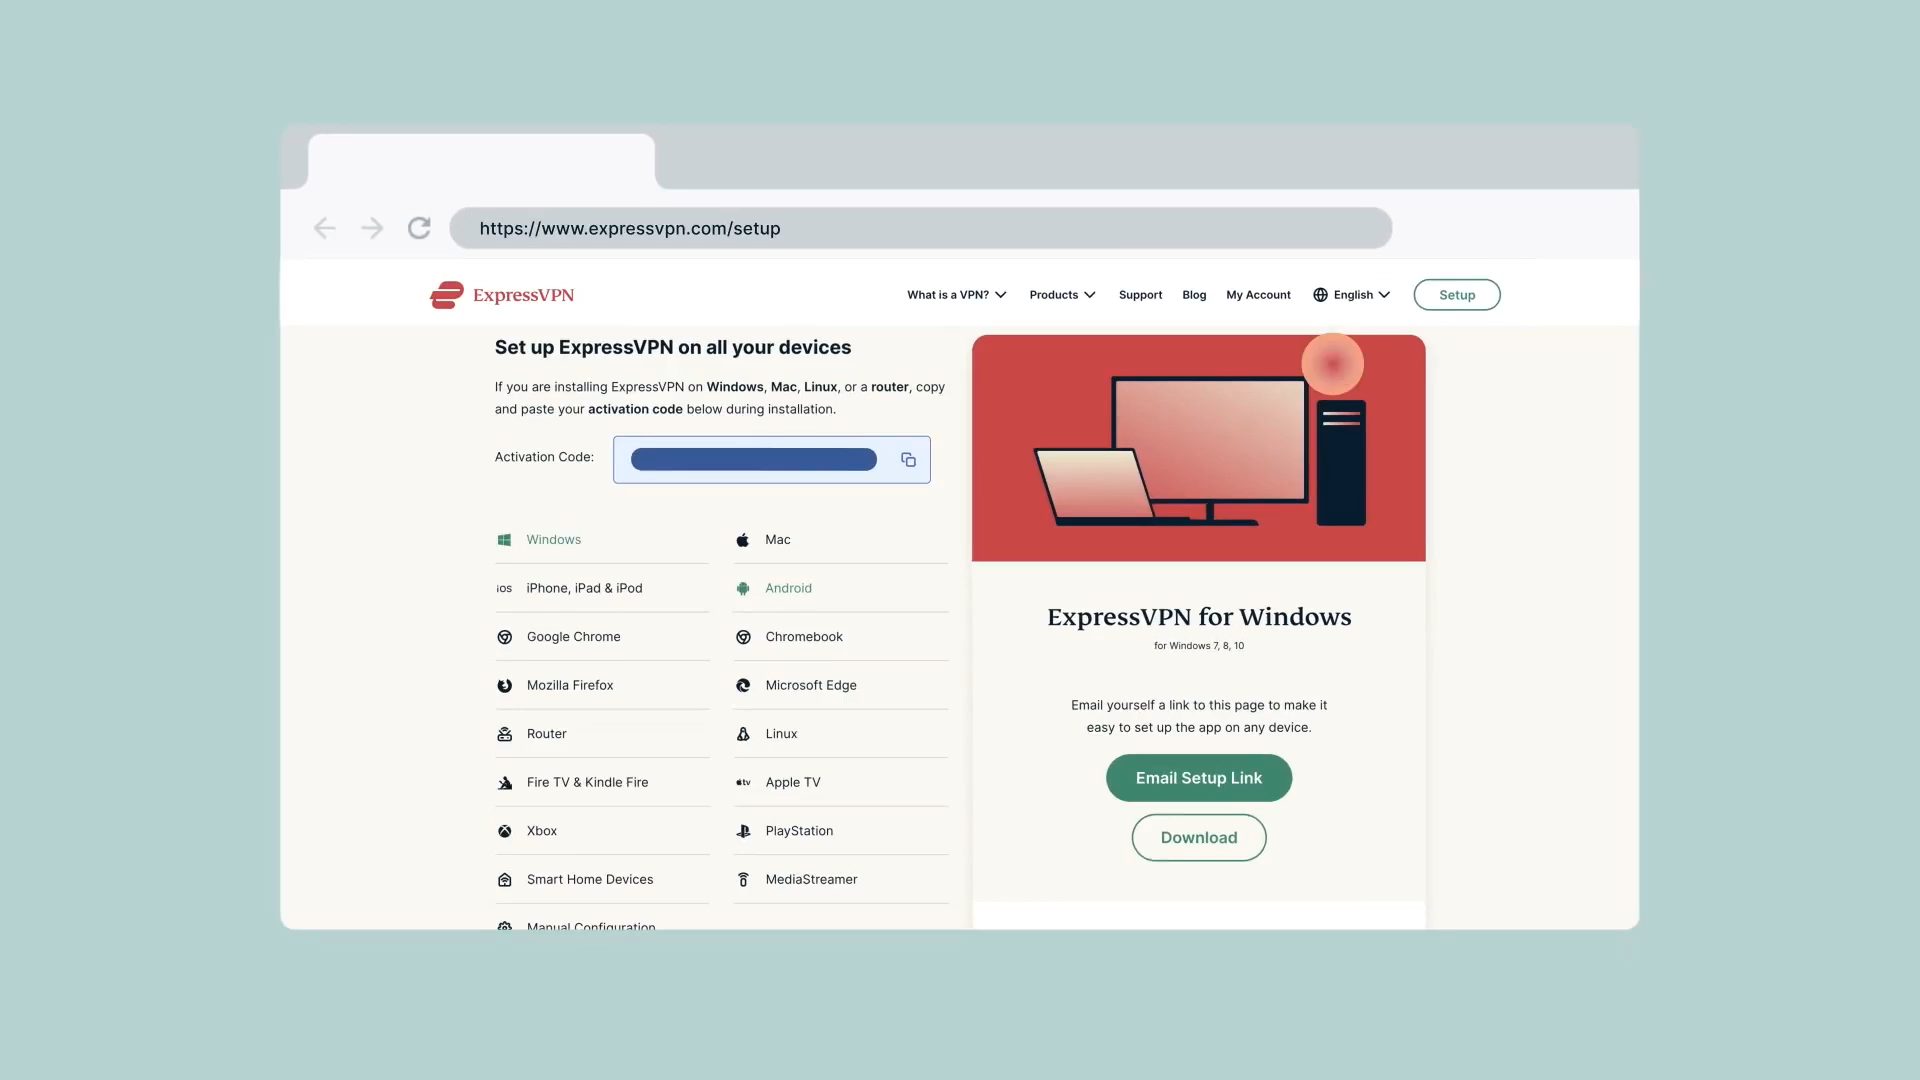 https://www.expressvpn.com/setup
ExpressVPN
What is a VPN?
Products
Support
Blog
My Account
English
Setup
Set up ExpressVPN on all your devices
If you are installing ExpressVPN on Windows, Mac, Linux, or a router, copy
and paste your activation code below during installation.
Activation Code:
Windows
Mac
iOS
iPhone, iPad & iPod
Android
Google Chrome
Chromebook
Mozilla Firefox
Microsoft Edge
Router
Linux
Fire TV & Kindle Fire
tv
Apple TV
Xbox
PlayStation
Smart Home Devices
MediaStreamer
Manual Configuration
ExpressVPN for Windows
for Windows 7, 8, 10
Email yourself a link to this page to make it
easy to set up the app on any device.
Email Setup Link
Download